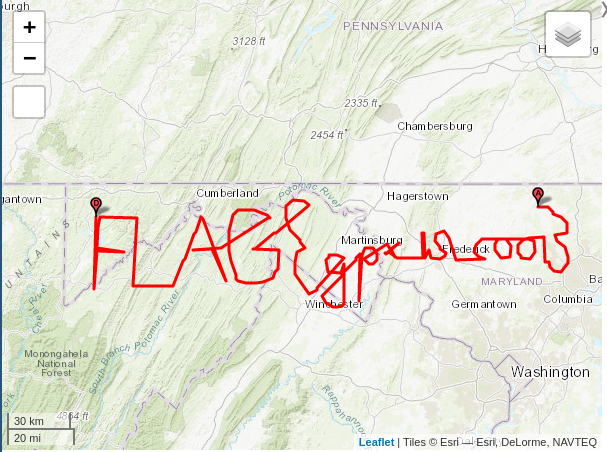 urgh
PENNSYLVANIA
+
−
3128 ft
2335 ft
2454 ft
Chambersburg
gantown
Cumberland
Potomac River
Hagerstown
UNTAINS
D
A
FLAG{gpx
Martinsburg
Frederick
MARYLAND
Ba
Columbia
Winchester
Germantown
River
Cheat
South Branch Potomac River
Monongahela
National
Forest
Washington
Rappahannock
4864 ft
30 km
20 mi
Leaflet | Tiles © Esri — Esri, DeLorme, NAVTEQ